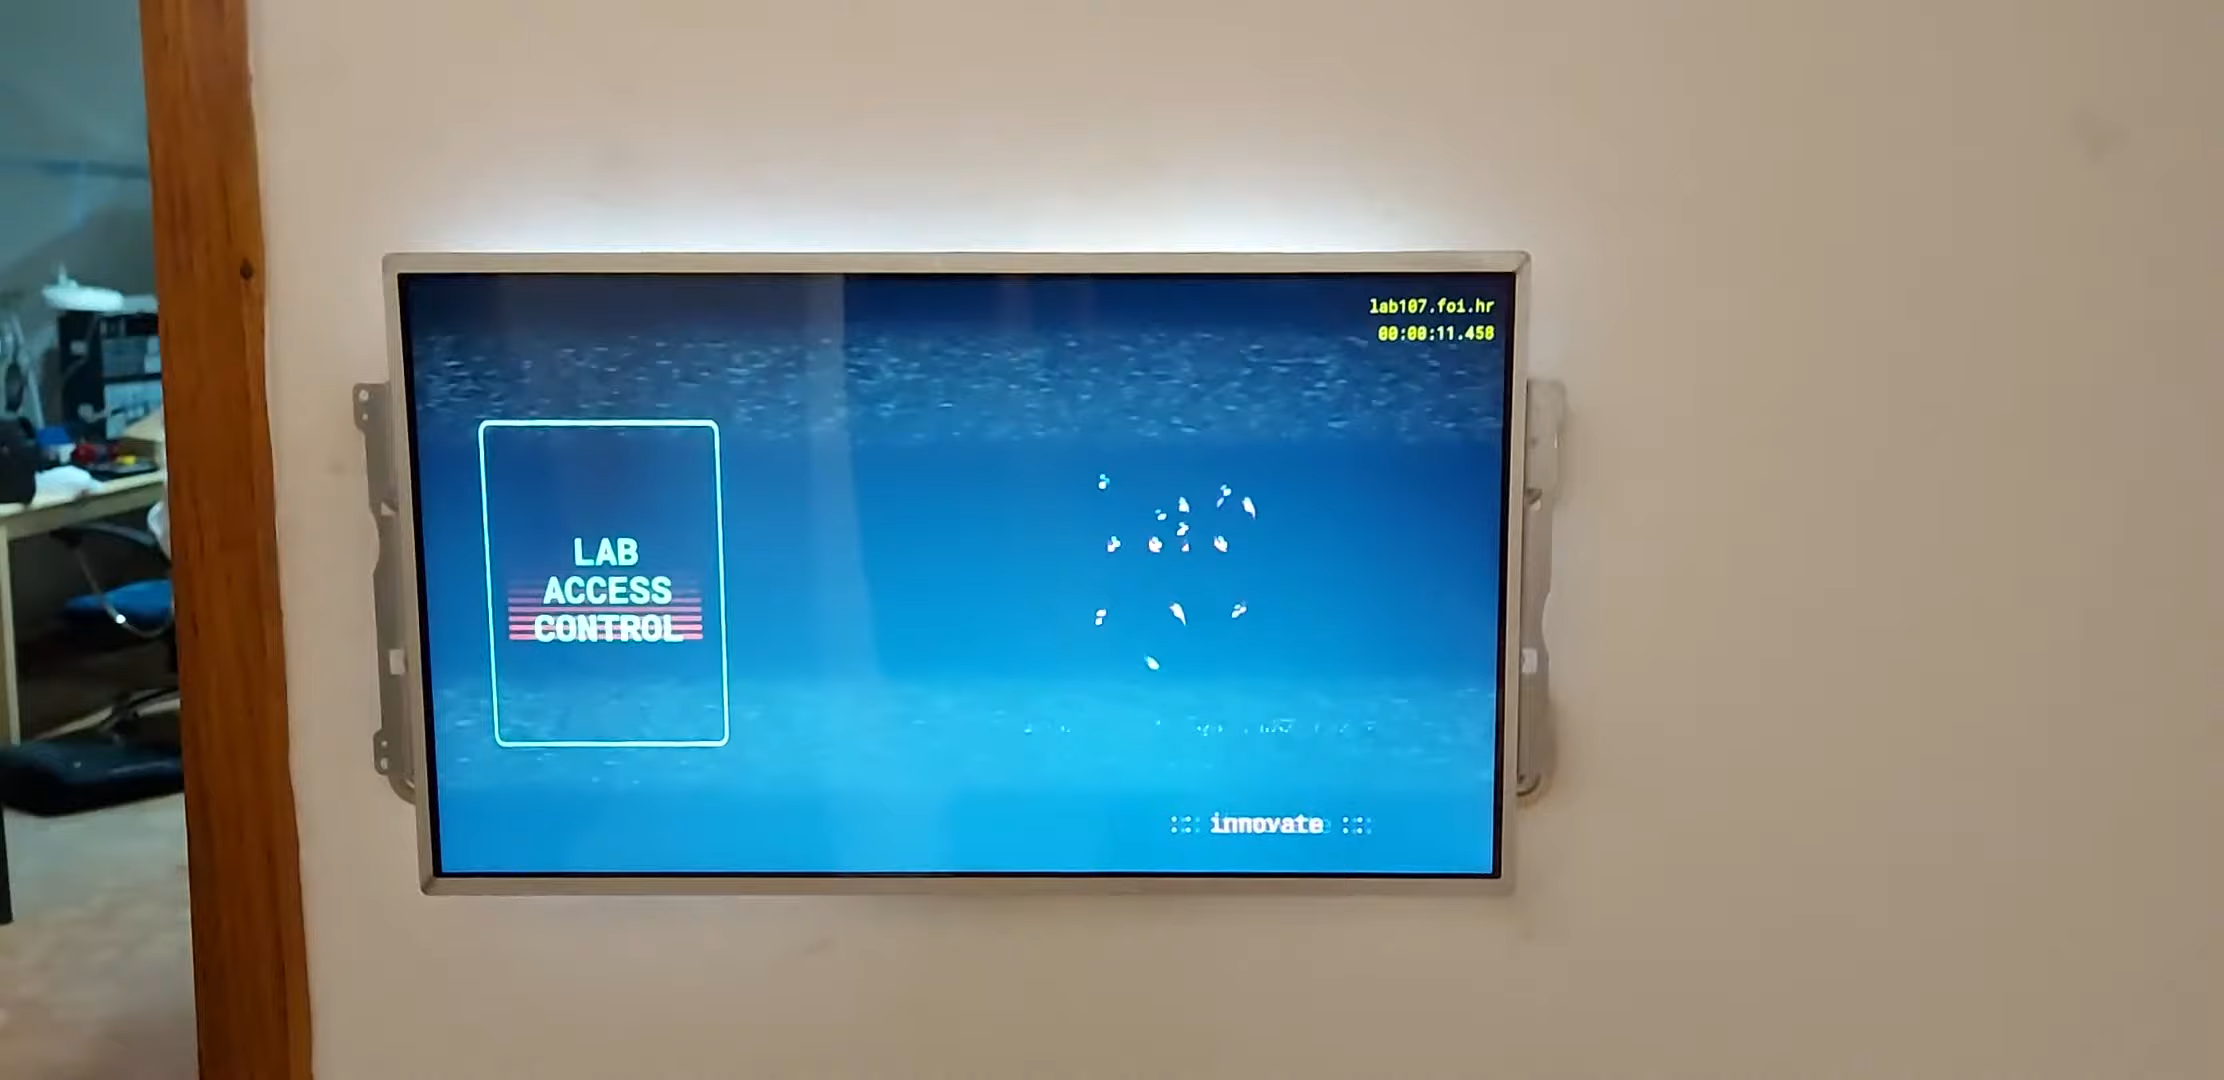 lab107.foi.hr
00:00:11.458
LAB
ACCESS
CONTROL
:: innovate ::